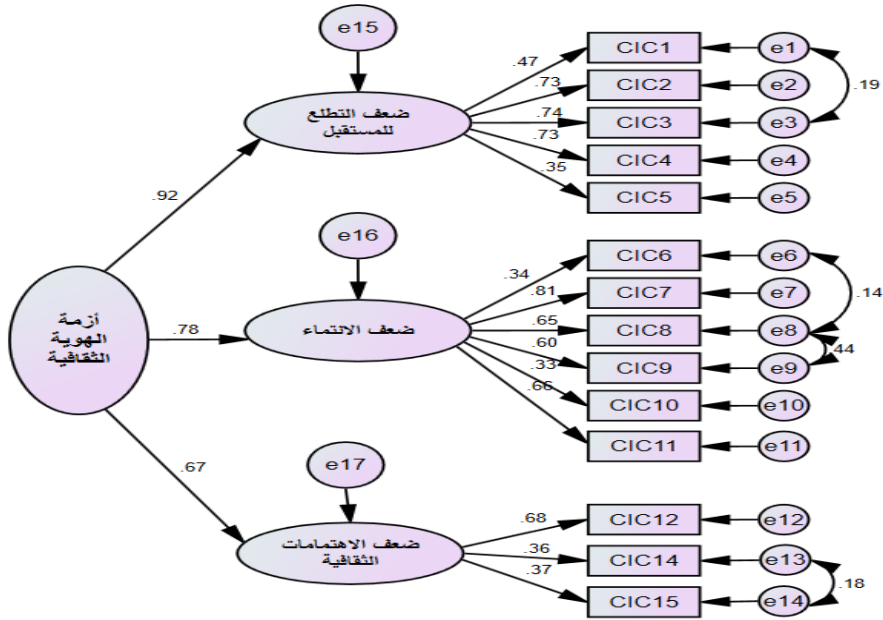 e15
ضعف التطلع
للمستقبل
.47
.73
.74
.73
.35
CIC1
CIC2
CIC3
CIC4
CIC5
e1
e2
e3
e4
e5
.19
.92
e16
أزمة
الهوية
الثقافية
.78
ضعف الانتماء
.34
.81
.65
.60
.33
.66
CIC6
CIC7
CIC8
CIC9
CIC10
CIC11
e6
e7
e8
e9
e10
e11
.14
.44
.67
e17
ضعف الاهتمامات
الثقافية
.68
.36
.37
CIC12
CIC14
CIC15
e12
e13
e14
.18